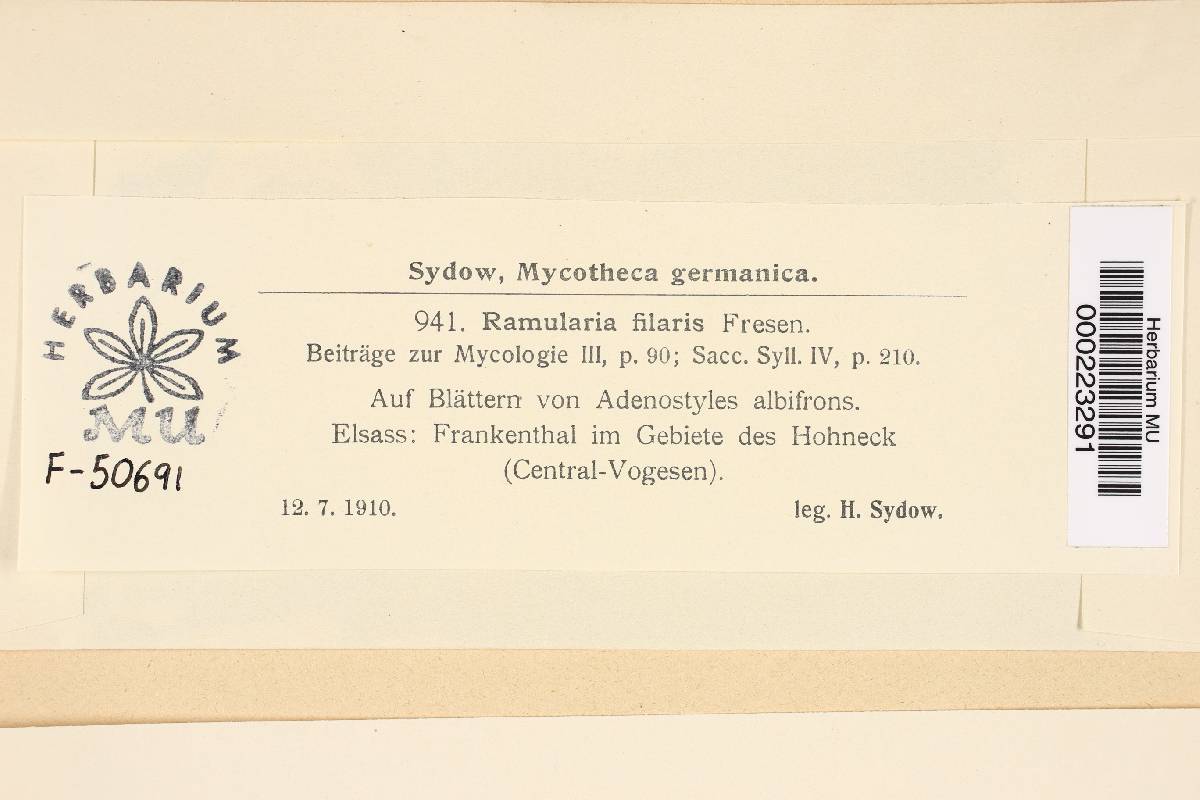 HERBARIUM
MU
F-50691
Sydow, Mycotheca germanica.
941. Ramularia filaris Fresen.
Beiträge zur Mycologie III, p. 90; Sacc. Syll. IV, p. 210.
Auf Blättern von Adenostyles albifrons.
Elsass: Frankenthal im Gebiete des Hohneck
(Central-Vogesen).
12. 7. 1910. leg. H. Sydow.
Herbarium MU
000223291